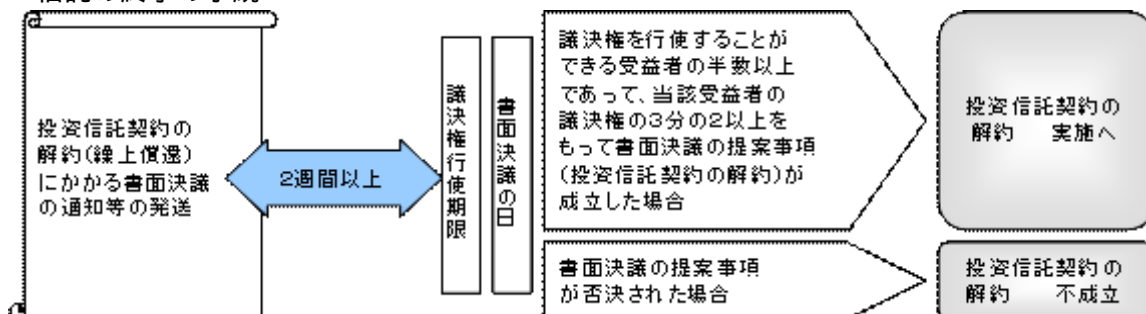 投資信託契約の
解約(繰上償還)
にかかる書面決議
の通知等の発送
2週間以上
議決権行使期限
書面決議の日
議決権を行使することが
できる受益者の半数以上
であって、当該受益者の
議決権の3分の2以上を
もって書面決議の提案事項
(投資信託契約の解約)が
成立した場合
投資信託契約の
解約 実施へ
書面決議の提案事項
が否決された場合
投資信託契約の
解約 不成立